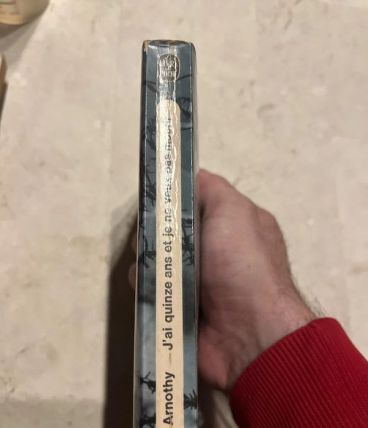 Arnothy — J'ai quinze ans et je ne veux pas mourir